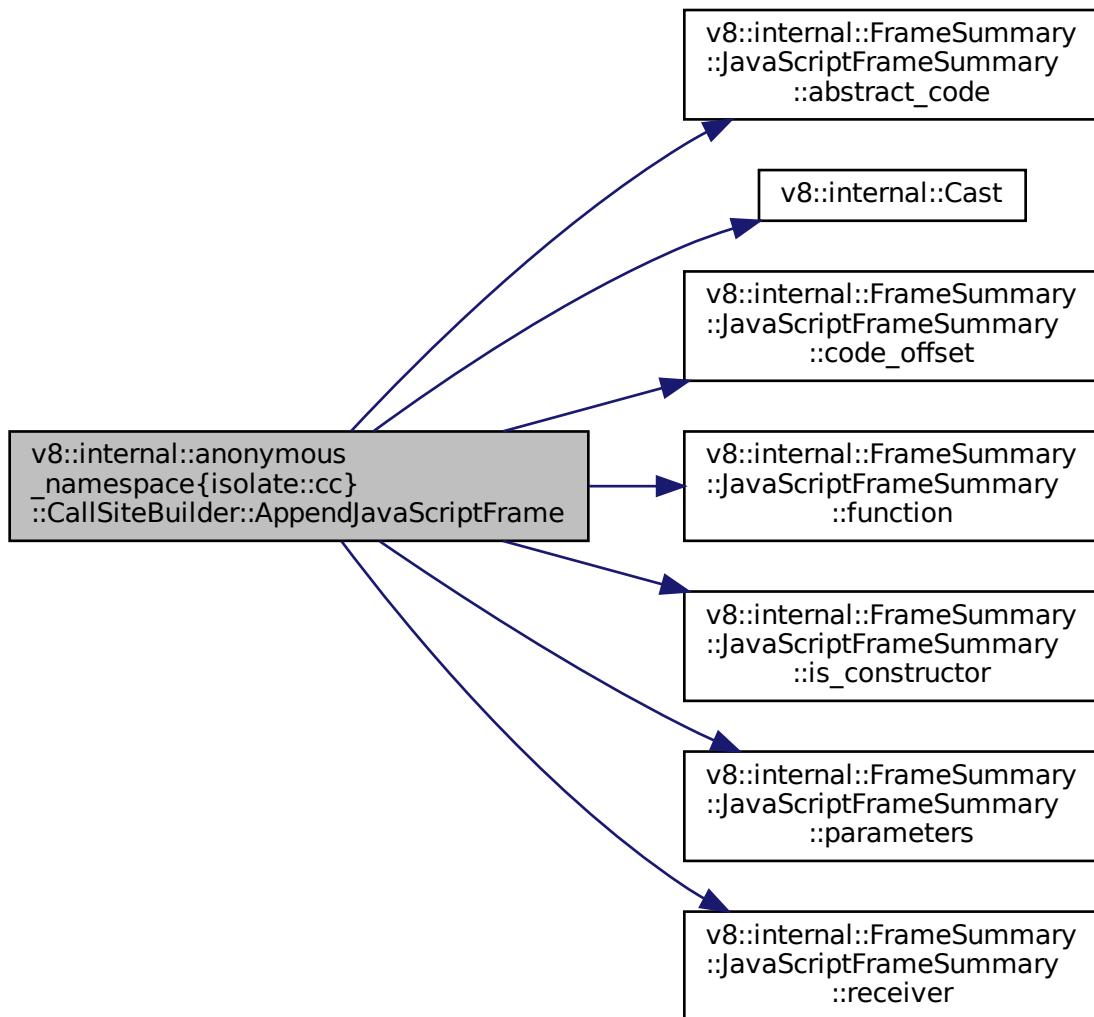 v8::internal::FrameSummary
::JavaScriptFrameSummary
::abstract_code
v8::internal::Cast
v8::internal::FrameSummary
::JavaScriptFrameSummary
::code_offset
v8::internal::anonymous
_namespace{isolate::cc}
::CallSiteBuilder::AppendJavaScriptFrame
v8::internal::FrameSummary
::JavaScriptFrameSummary
::function
v8::internal::FrameSummary
::JavaScriptFrameSummary
::is_constructor
v8::internal::FrameSummary
::JavaScriptFrameSummary
::parameters
v8::internal::FrameSummary
::JavaScriptFrameSummary
::receiver